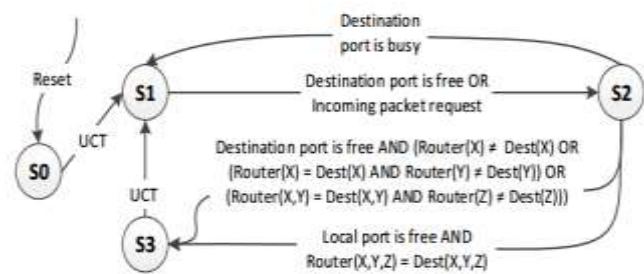 Destination
port is busy
Reset
S1
Destination port is free OR
Incoming packet request
S2
UCT
S0
Destination port is free AND (Router(X) ≠ Dest(X) OR
(Router(X) = Dest(X) AND Router(Y) ≠ Dest(Y)) OR
(Router(X,Y) = Dest(X,Y) AND Router(Z) ≠ Dest(Z)))
UCT
S3
Local port is free AND
Router(X,Y,Z) = Dest(X,Y,Z)